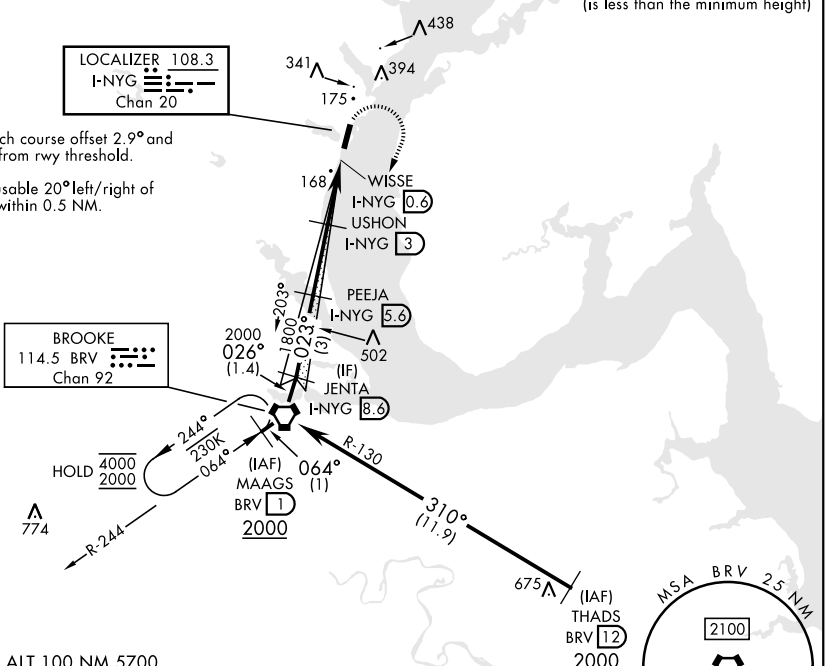 (is less than the minimum height)
438
341
394
175
LOCALIZER 108.3
I-NYG
Chan 20
ch course offset 2.9° and
from rwy threshold.
usable 20° left/right of
within 0.5 NM.
168
WISSE
I-NYG 0.6
USHON
I-NYG 3
203°
PEEJA
I-NYG 5.6
1800
023°
(3)
502
2000
026°
(1.4)
BROOKE
114.5 BRV
Chan 92
(IF)
JENTA
I-NYG 8.6
244°
230K
064°
HOLD 4000
2000
(IAF)
MAAGS
BRV 1
2000
064°
(1)
R-130
310°
(11.9)
774
R-244
675
(IAF)
THADS
BRV 12
2000
MSA BRV 25 NM
2100
ALT 100 NM 5700